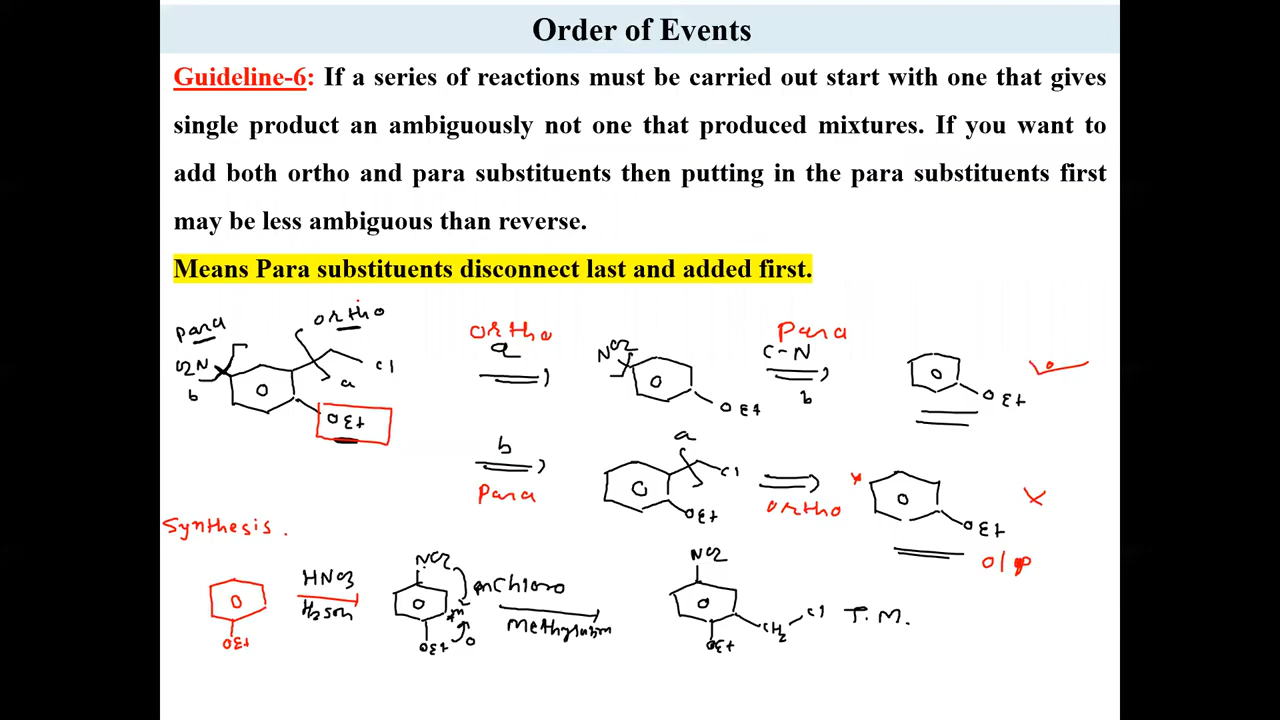 Order of Events
Guideline-6: If a series of reactions must be carried out start with one that gives
single product an ambiguously not one that produced mixtures. If you want to
add both ortho and para substituents then putting in the para substituents first
may be less ambiguous than reverse.
Means Para substituents disconnect last and added first.
Para ortho ortho Para
O2N Cl a NO2 C-N
b a b
OEt OEt OEt
b a Cl
Para OEt ortho OEt
Synthesis. o/p
HNO3 NO2 Chloro NO2
H2SO4 m Methylation CH2 Cl T.M.
OEt OEt o OEt